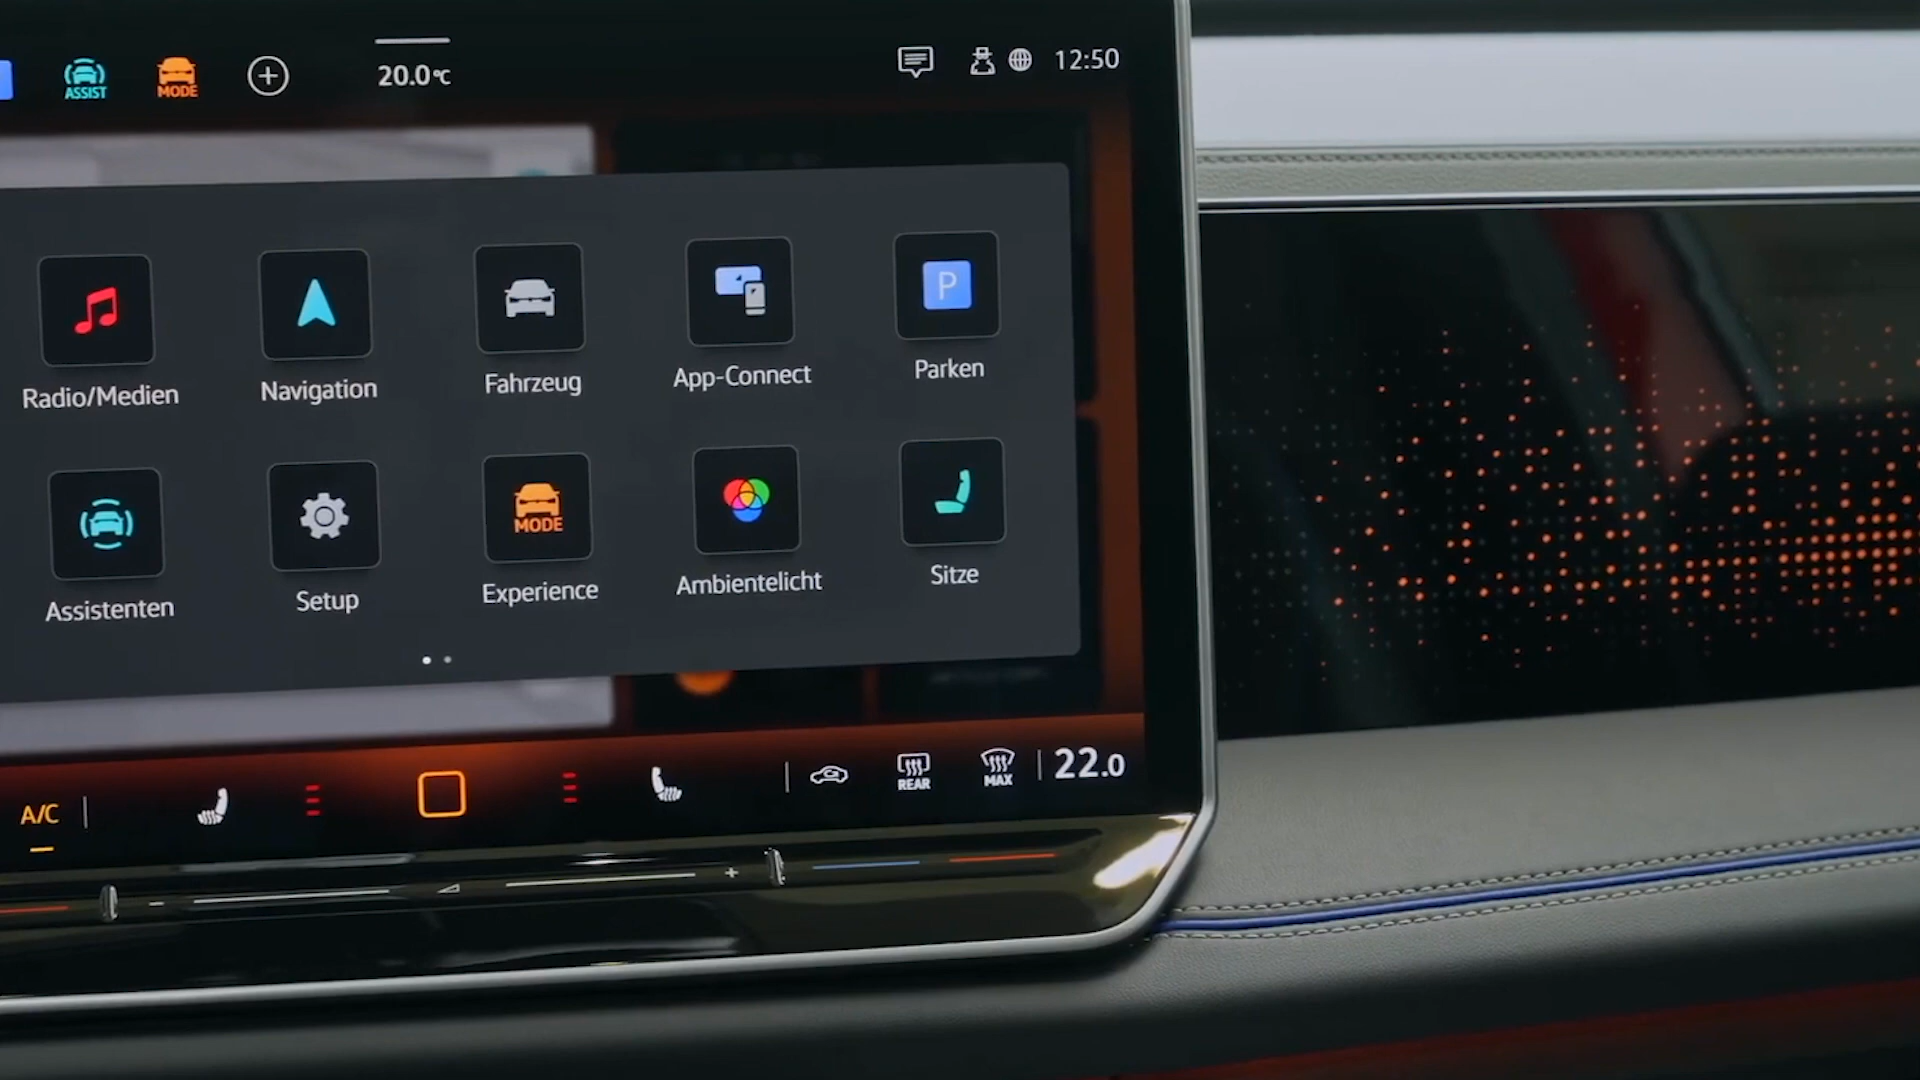 ASSIST
MODE
20.0°C
12:50
Radio/Medien
Navigation
Fahrzeug
App-Connect
P
Parken
Assistenten
Setup
MODE
Experience
Ambientelicht
Sitze
A/C
REAR
MAX
22.0
− +